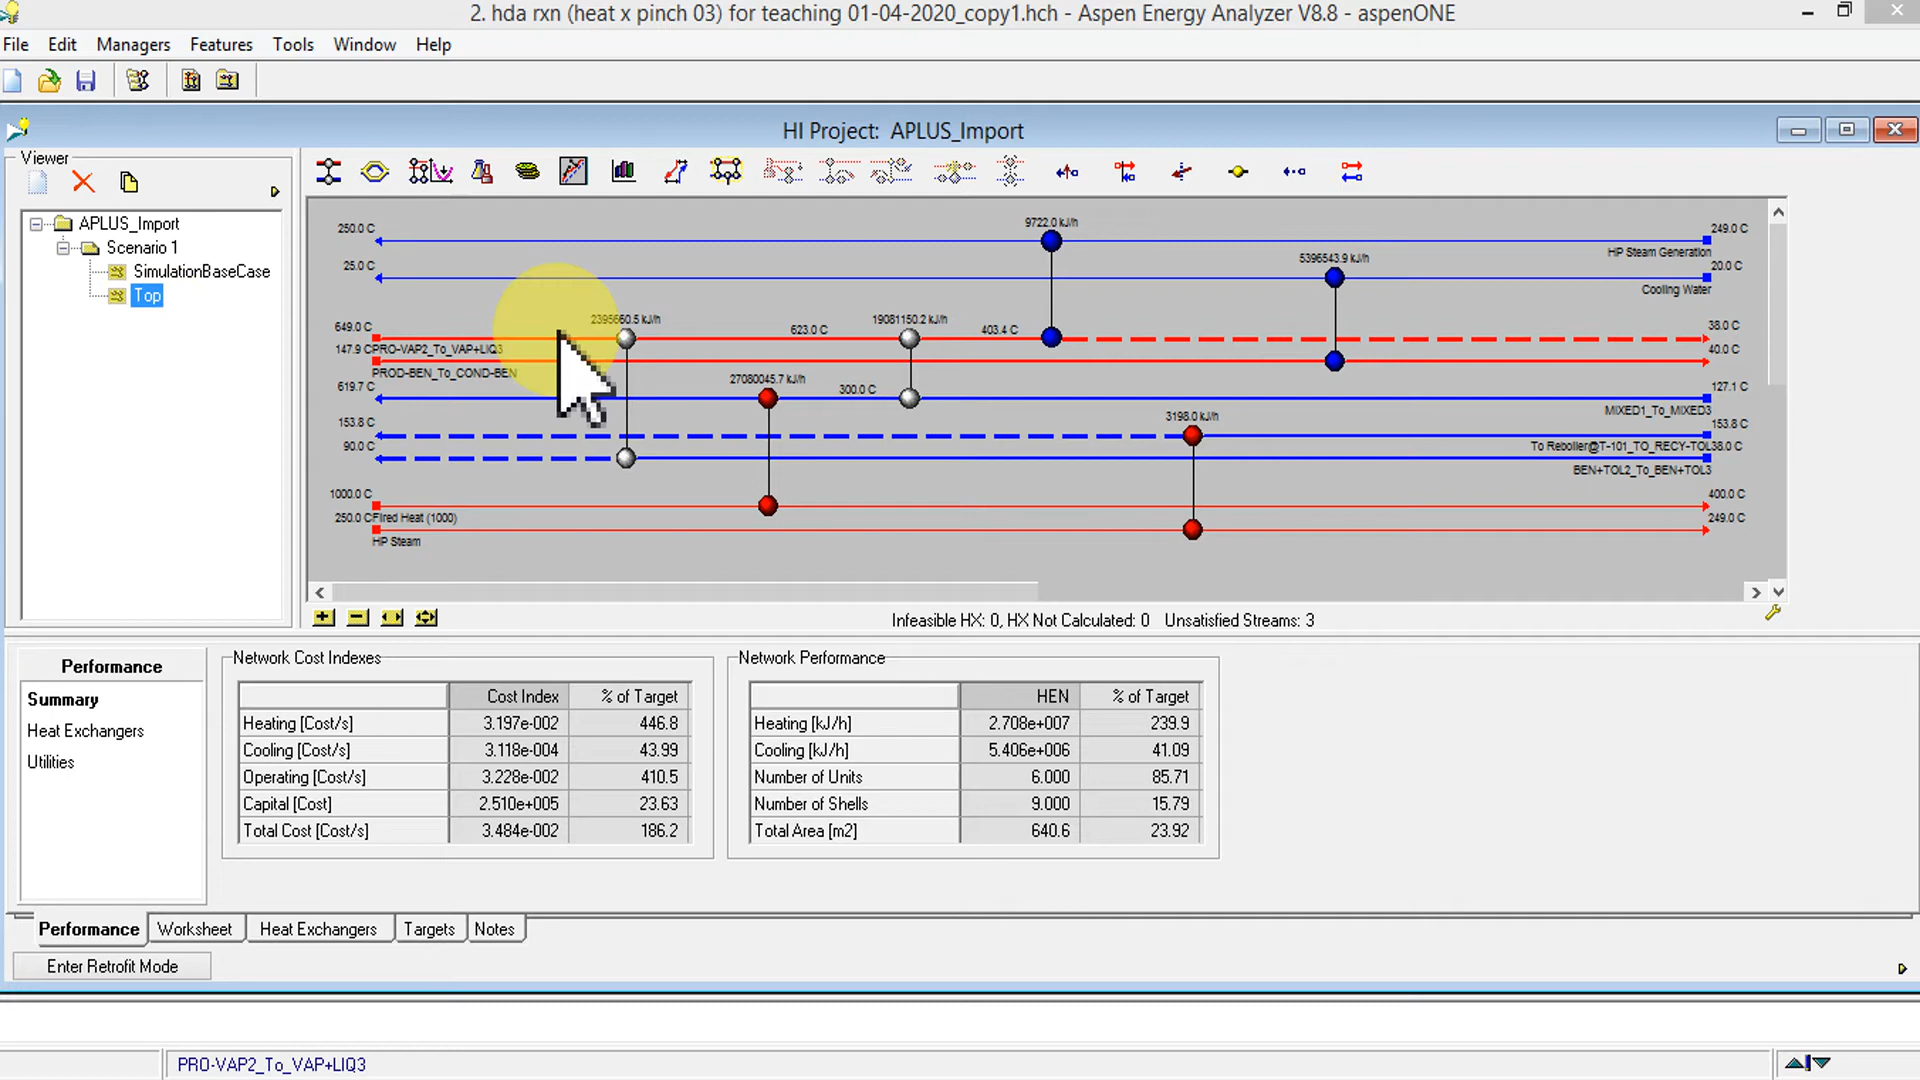 2. hda rxn (heat x pinch 03) for teaching 01-04-2020_copy1.hch - Aspen Energy Analyzer V8.8 - aspenONE
File Edit Managers Features Tools Window Help
HI Project: APLUS_Import
Viewer
APLUS_Import
Scenario 1
SimulationBaseCase
Top
9722.0 kJ/h
250.0 C
249.0 C
HP Steam Generation
5396543.9 kJ/h
25.0 C
20.0 C
Cooling Water
2395660.5 kJ/h
19081150.2 kJ/h
649.0 C
623.0 C
403.4 C
38.0 C
147.9 C
PRO-VAP2_To_VAP+LIQ3
40.0 C
PROD-BEN_To_COND-BEN
27080045.7 kJ/h
619.7 C
300.0 C
127.1 C
MIXED1_To_MIXED3
3198.0 kJ/h
153.8 C
153.8 C
90.0 C
To Reboiler@T-101_TO_RECY-TOL
38.0 C
BEN+TOL2_To_BEN+TOL3
1000.0 C
400.0 C
250.0 C
Fired Heat (1000)
249.0 C
HP Steam
Infeasible HX: 0, HX Not Calculated: 0 Unsatisfied Streams: 3
Performance
Summary
Heat Exchangers
Utilities
Network Cost Indexes
Cost Index % of Target
Heating [Cost/s] 3.197e-002 446.8
Cooling [Cost/s] 3.118e-004 43.99
Operating [Cost/s] 3.228e-002 410.5
Capital [Cost] 2.510e+005 23.63
Total Cost [Cost/s] 3.484e-002 186.2
Network Performance
HEN % of Target
Heating [kJ/h] 2.708e+007 239.9
Cooling [kJ/h] 5.406e+006 41.09
Number of Units 6.000 85.71
Number of Shells 9.000 15.79
Total Area [m2] 640.6 23.92
Performance Worksheet Heat Exchangers Targets Notes
Enter Retrofit Mode
PRO-VAP2_To_VAP+LIQ3